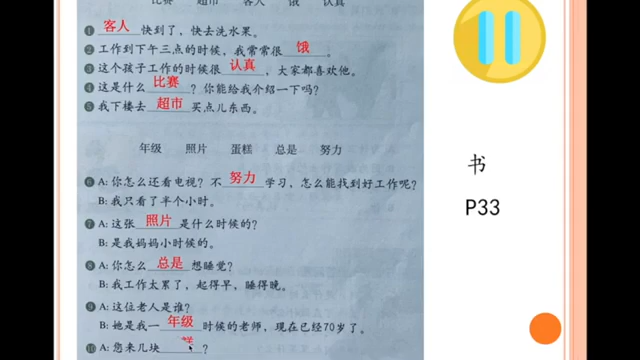 比赛 超市 客人 饿 认真
1 客人 快到了，快去洗水果。
2 工作到下午三点的时候，我常常很 饿 。
3 这个孩子工作的时候很 认真 ，大家都喜欢他。
4 这是什么 比赛 ？你能给我介绍一下吗？
5 我下楼去 超市 买点儿东西。
年级 照片 蛋糕 总是 努力
6 A: 你怎么还看电视？不 努力 学习，怎么能找到好工作呢？
B: 我只看了半个小时。
7 A: 这张 照片 是什么时候的？
B: 是我妈妈小时候的。
8 A: 你怎么 总是 想睡觉？
B: 我工作太累了，起得早，睡得晚。
9 A: 这位老人是谁？
B: 她是我一 年级 时候的老师，现在已经70岁了。
10 A: 您来几块 ？
书
P33